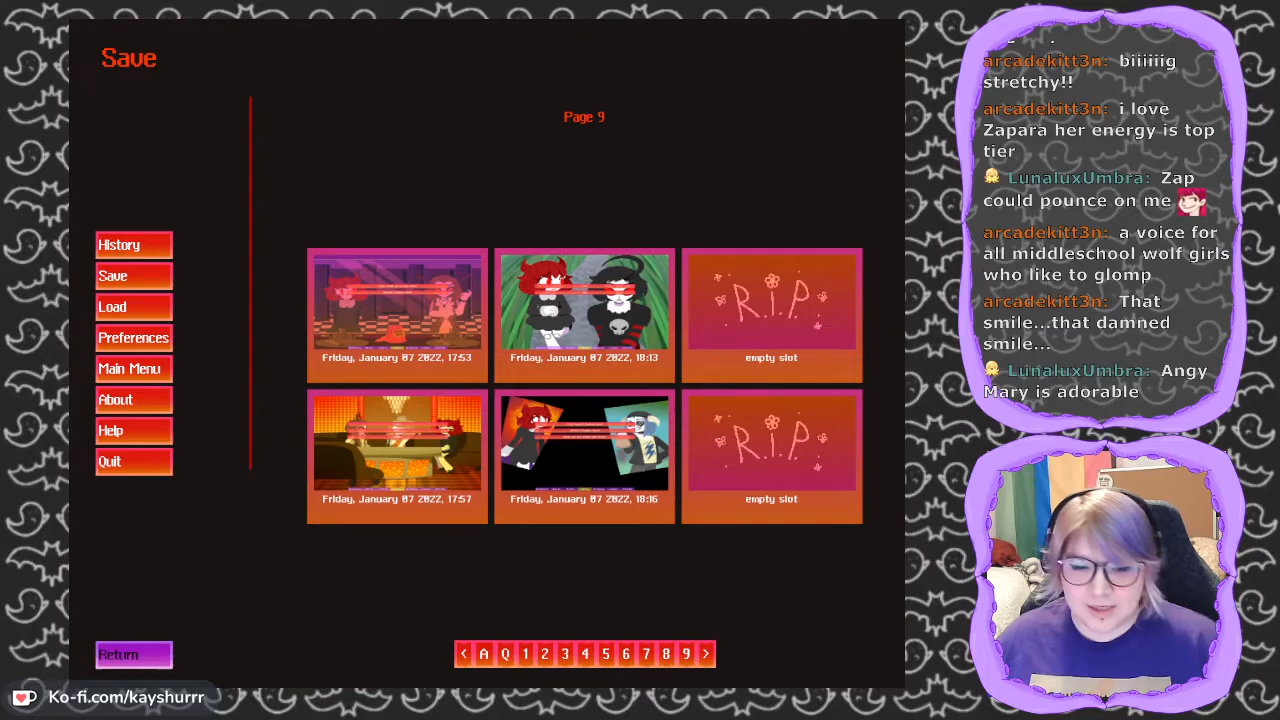 Save
Page 9
History
Save
Load
Preferences
Main Menu
About
Help
Quit
R.I.P
Friday, January 07 2022, 17:53
Friday, January 07 2022, 18:13
empty slot
R.I.P
Friday, January 07 2022, 17:57
Friday, January 07 2022, 18:16
empty slot
Return
< A Q 1 2 3 4 5 6 7 8 9 >
Ko-fi.com/kayshurrr
arcadekitt3n: biiiiiig
stretchy!!
arcadekitt3n: i love
Zapara her energy is top
tier
LunaluxUmbra: Zap
could pounce on me
arcadekitt3n: a voice for
all middleschool wolf girls
who like to glomp
arcadekitt3n: That
smile...that damned
smile...
LunaluxUmbra: Angy
Mary is adorable